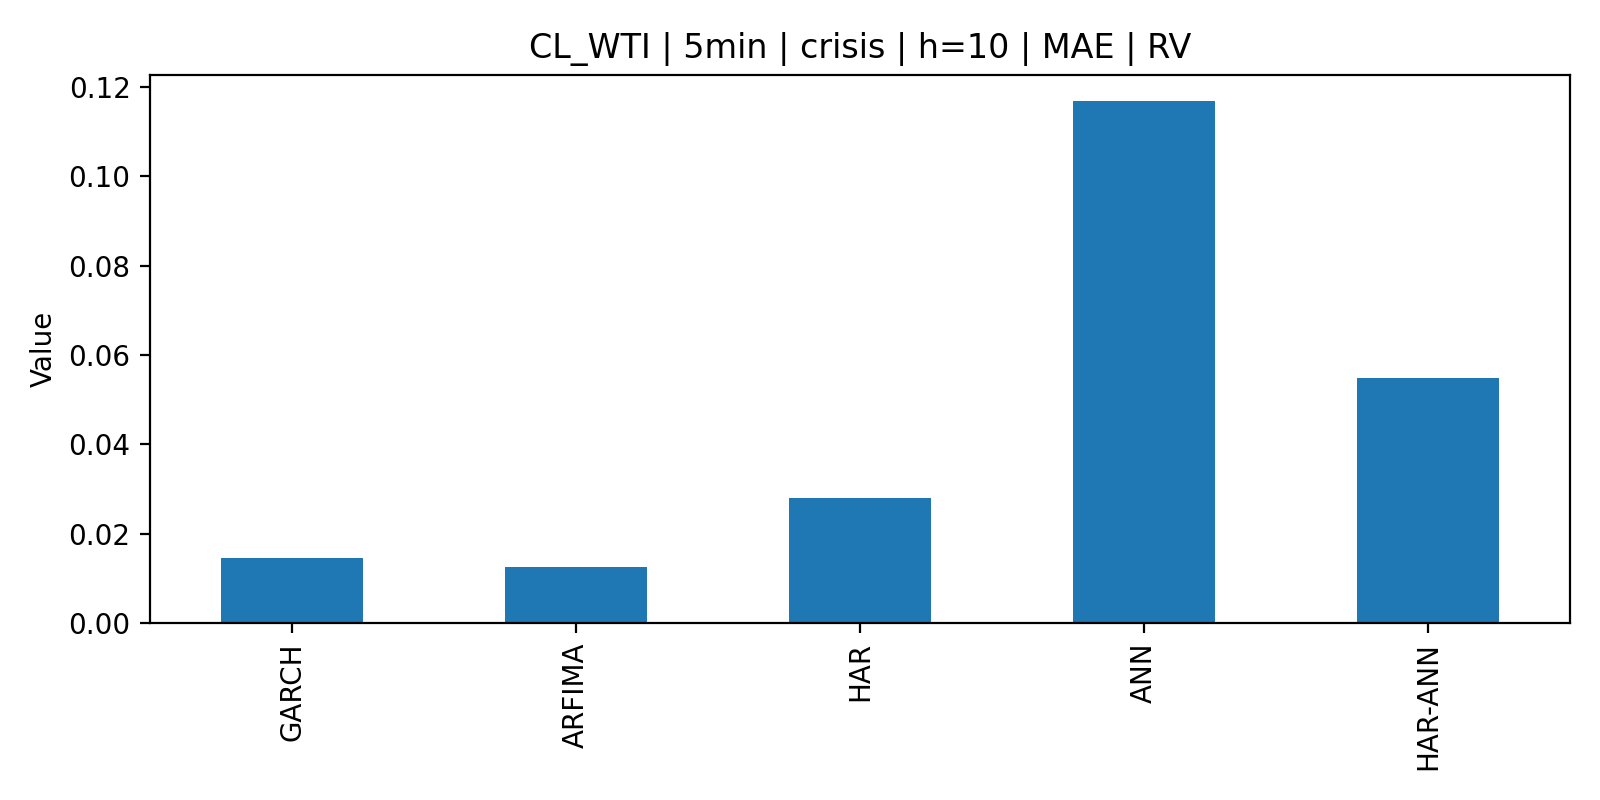 CL_WTI | 5min | crisis | h=10 | MAE | RV
Value
0.12
0.10
0.08
0.06
0.04
0.02
0.00
GARCH
ARFIMA
HAR
ANN
HAR-ANN